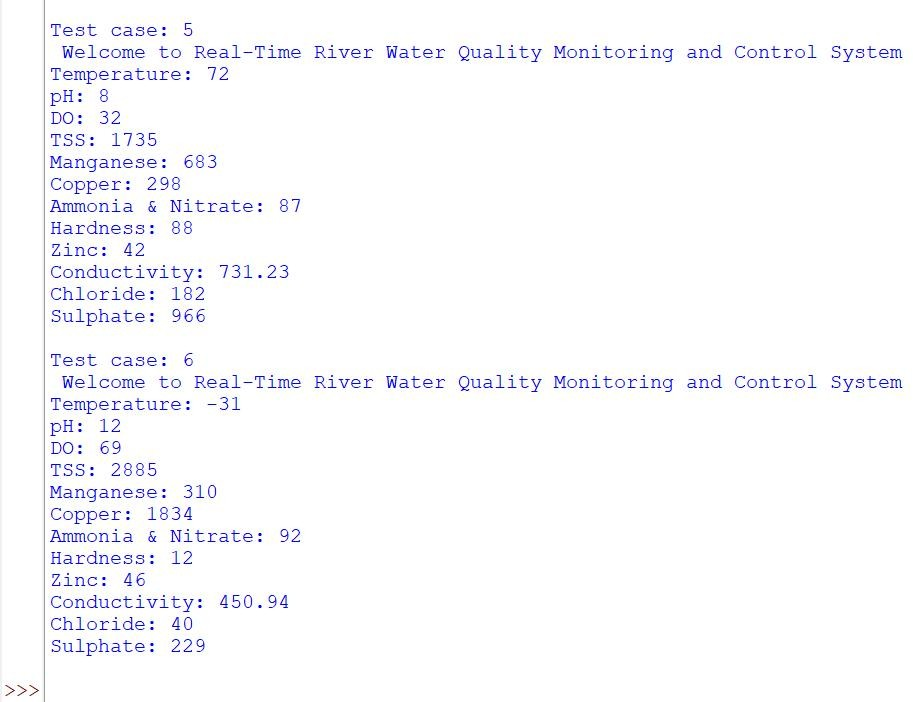 Test case: 5
 Welcome to Real-Time River Water Quality Monitoring and Control System
Temperature: 72
pH: 8
DO: 32
TSS: 1735
Manganese: 683
Copper: 298
Ammonia & Nitrate: 87
Hardness: 88
Zinc: 42
Conductivity: 731.23
Chloride: 182
Sulphate: 966

Test case: 6
 Welcome to Real-Time River Water Quality Monitoring and Control System
Temperature: -31
pH: 12
DO: 69
TSS: 2885
Manganese: 310
Copper: 1834
Ammonia & Nitrate: 92
Hardness: 12
Zinc: 46
Conductivity: 450.94
Chloride: 40
Sulphate: 229

>>>